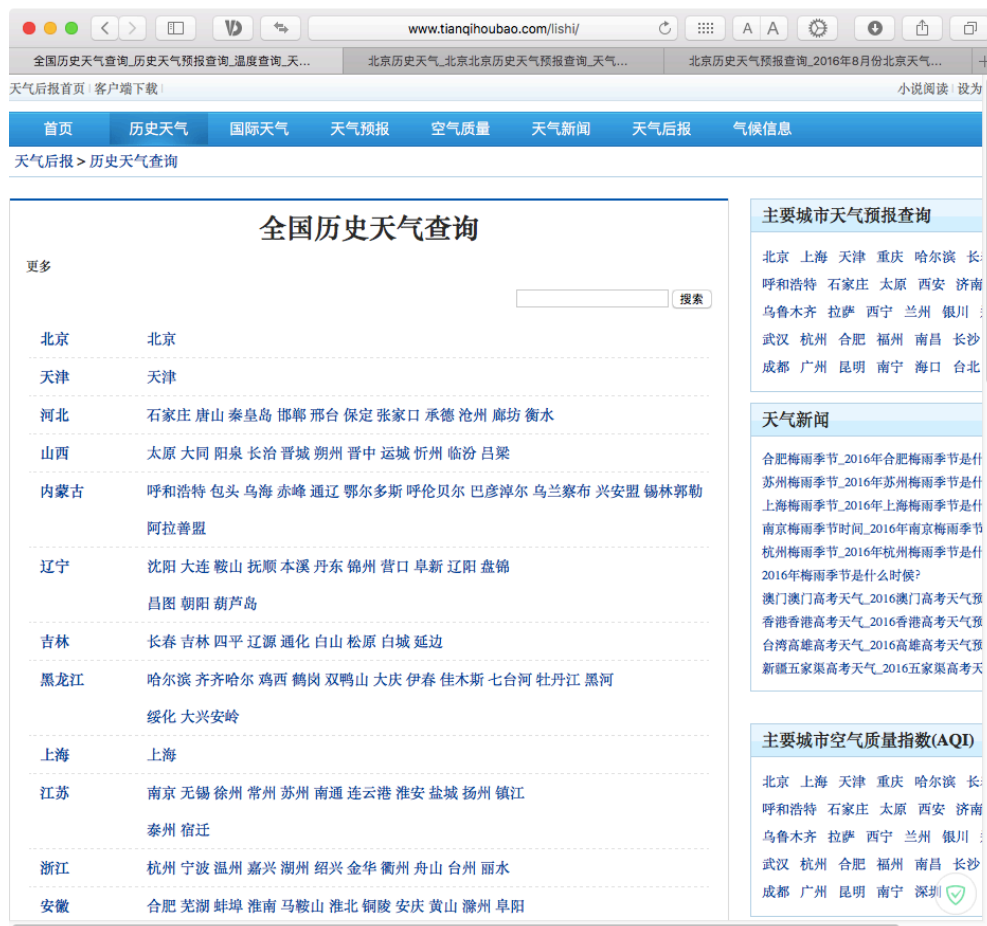 www.tianqihoubao.com/lishi/
A A
全国历史天气查询_历史天气预报查询_温度查询_天...
北京历史天气_北京北京历史天气预报查询_天气...
北京历史天气预报查询_2016年8月份北京天气...
天气后报首页 | 客户端下载 |
小说阅读 | 设为
首页 历史天气 国际天气 天气预报 空气质量 天气新闻 天气后报 气候信息
天气后报 > 历史天气查询
全国历史天气查询
更多
搜索
北京 北京
天津 天津
河北 石家庄 唐山 秦皇岛 邯郸 邢台 保定 张家口 承德 沧州 廊坊 衡水
山西 太原 大同 阳泉 长治 晋城 朔州 晋中 运城 忻州 临汾 吕梁
内蒙古 呼和浩特 包头 乌海 赤峰 通辽 鄂尔多斯 呼伦贝尔 巴彦淖尔 乌兰察布 兴安盟 锡林郭勒
阿拉善盟
辽宁 沈阳 大连 鞍山 抚顺 本溪 丹东 锦州 营口 阜新 辽阳 盘锦
昌图 朝阳 葫芦岛
吉林 长春 吉林 四平 辽源 通化 白山 松原 白城 延边
黑龙江 哈尔滨 齐齐哈尔 鸡西 鹤岗 双鸭山 大庆 伊春 佳木斯 七台河 牡丹江 黑河
绥化 大兴安岭
上海 上海
江苏 南京 无锡 徐州 常州 苏州 南通 连云港 淮安 盐城 扬州 镇江
泰州 宿迁
浙江 杭州 宁波 温州 嘉兴 湖州 绍兴 金华 衢州 舟山 台州 丽水
安徽 合肥 芜湖 蚌埠 淮南 马鞍山 淮北 铜陵 安庆 黄山 滁州 阜阳
主要城市天气预报查询
北京 上海 天津 重庆 哈尔滨 长
呼和浩特 石家庄 太原 西安 济南
乌鲁木齐 拉萨 西宁 兰州 银川
武汉 杭州 合肥 福州 南昌 长沙
成都 广州 昆明 南宁 海口 台北
天气新闻
合肥梅雨季节_2016年合肥梅雨季节是什
苏州梅雨季节_2016年苏州梅雨季节是什
上海梅雨季节_2016年上海梅雨季节是什
南京梅雨季节时间_2016年南京梅雨季节
杭州梅雨季节_2016年杭州梅雨季节是什
2016年梅雨季节是什么时候?
澳门澳门高考天气_2016澳门高考天气预
香港香港高考天气_2016香港高考天气预
台湾高雄高考天气_2016高雄高考天气预
新疆五家渠高考天气_2016五家渠高考天
主要城市空气质量指数(AQI)
北京 上海 天津 重庆 哈尔滨 长
呼和浩特 石家庄 太原 西安 济南
乌鲁木齐 拉萨 西宁 兰州 银川
武汉 杭州 合肥 福州 南昌 长沙
成都 广州 昆明 南宁 深圳